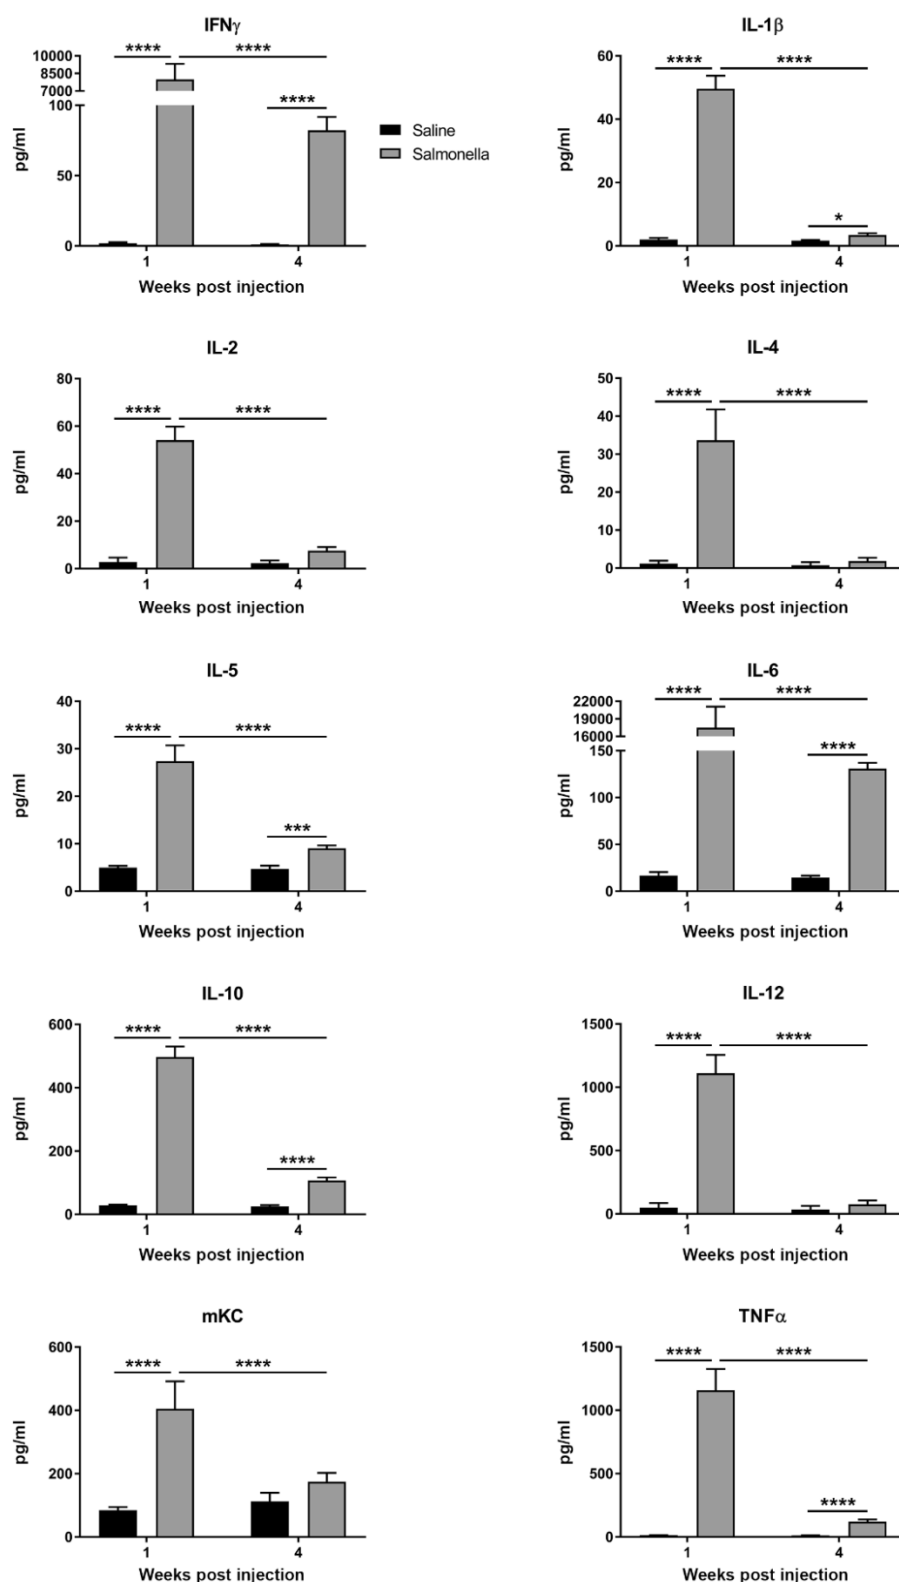 IFNγ
**** ****
10000
8500
7000
****
100
50
0
pg/ml
1 4
Weeks post injection
Saline
Salmonella
IL-1β
60
**** ****
40
20
*
0
pg/ml
1 4
Weeks post injection
IL-2
80
**** ****
60
40
20
0
pg/ml
1 4
Weeks post injection
IL-4
50
**** ****
40
30
20
10
0
pg/ml
1 4
Weeks post injection
IL-5
40
**** ****
30
20
***
10
0
pg/ml
1 4
Weeks post injection
IL-6
**** ****
22000
19000
16000
****
150
100
50
0
pg/ml
1 4
Weeks post injection
IL-10
600
**** ****
400
200
****
0
pg/ml
1 4
Weeks post injection
IL-12
1500
**** ****
1000
500
0
pg/ml
1 4
Weeks post injection
mKC
600
**** ****
400
200
0
pg/ml
1 4
Weeks post injection
TNFα
1500
**** ****
1000
500
****
0
pg/ml
1 4
Weeks post injection